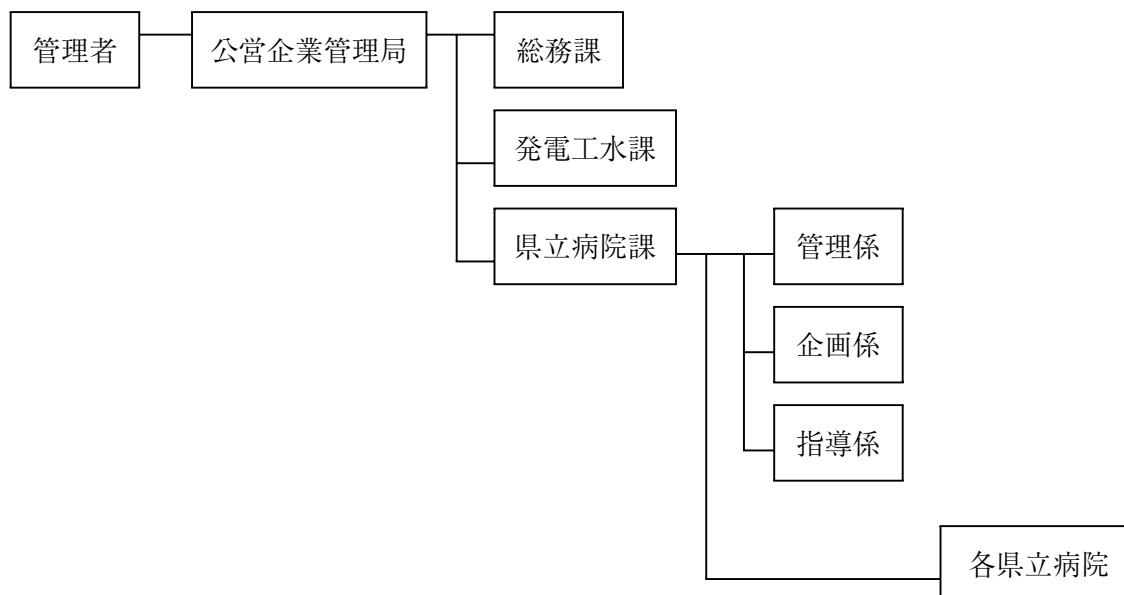 管理者
公営企業管理局
総務課
発電工水課
県立病院課
管理係
企画係
指導係
各県立病院